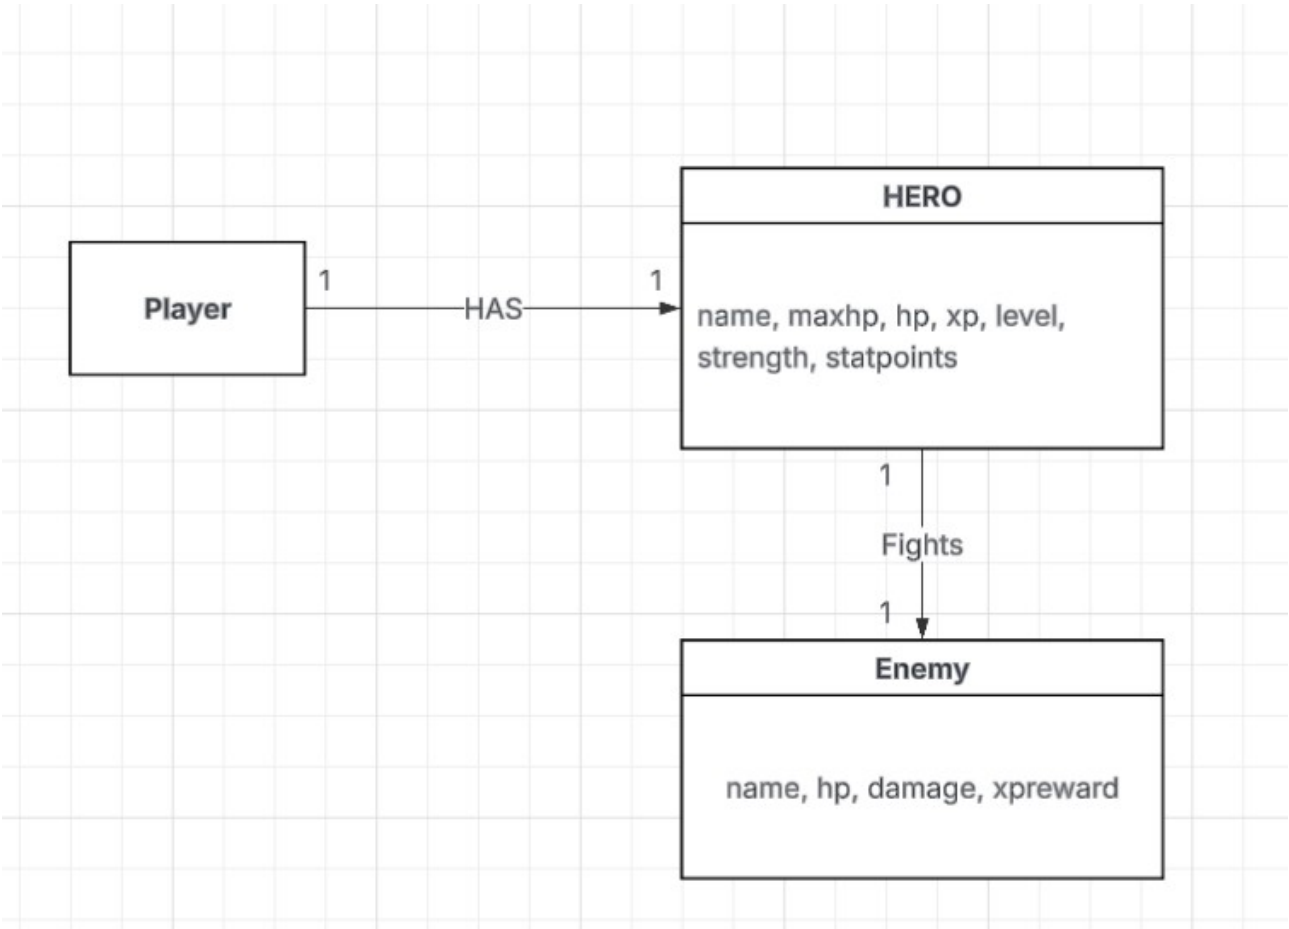 HERO
Player
1
HAS
1
name, maxhp, hp, xp, level,
strength, statpoints
1
Fights
1
Enemy
name, hp, damage, xpreward